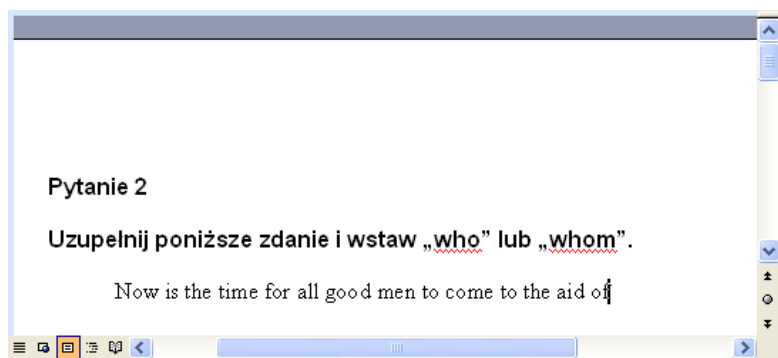 Pytanie 2
Uzupełnij poniższe zdanie i wstaw „who” lub „whom”.
Now is the time for all good men to come to the aid of